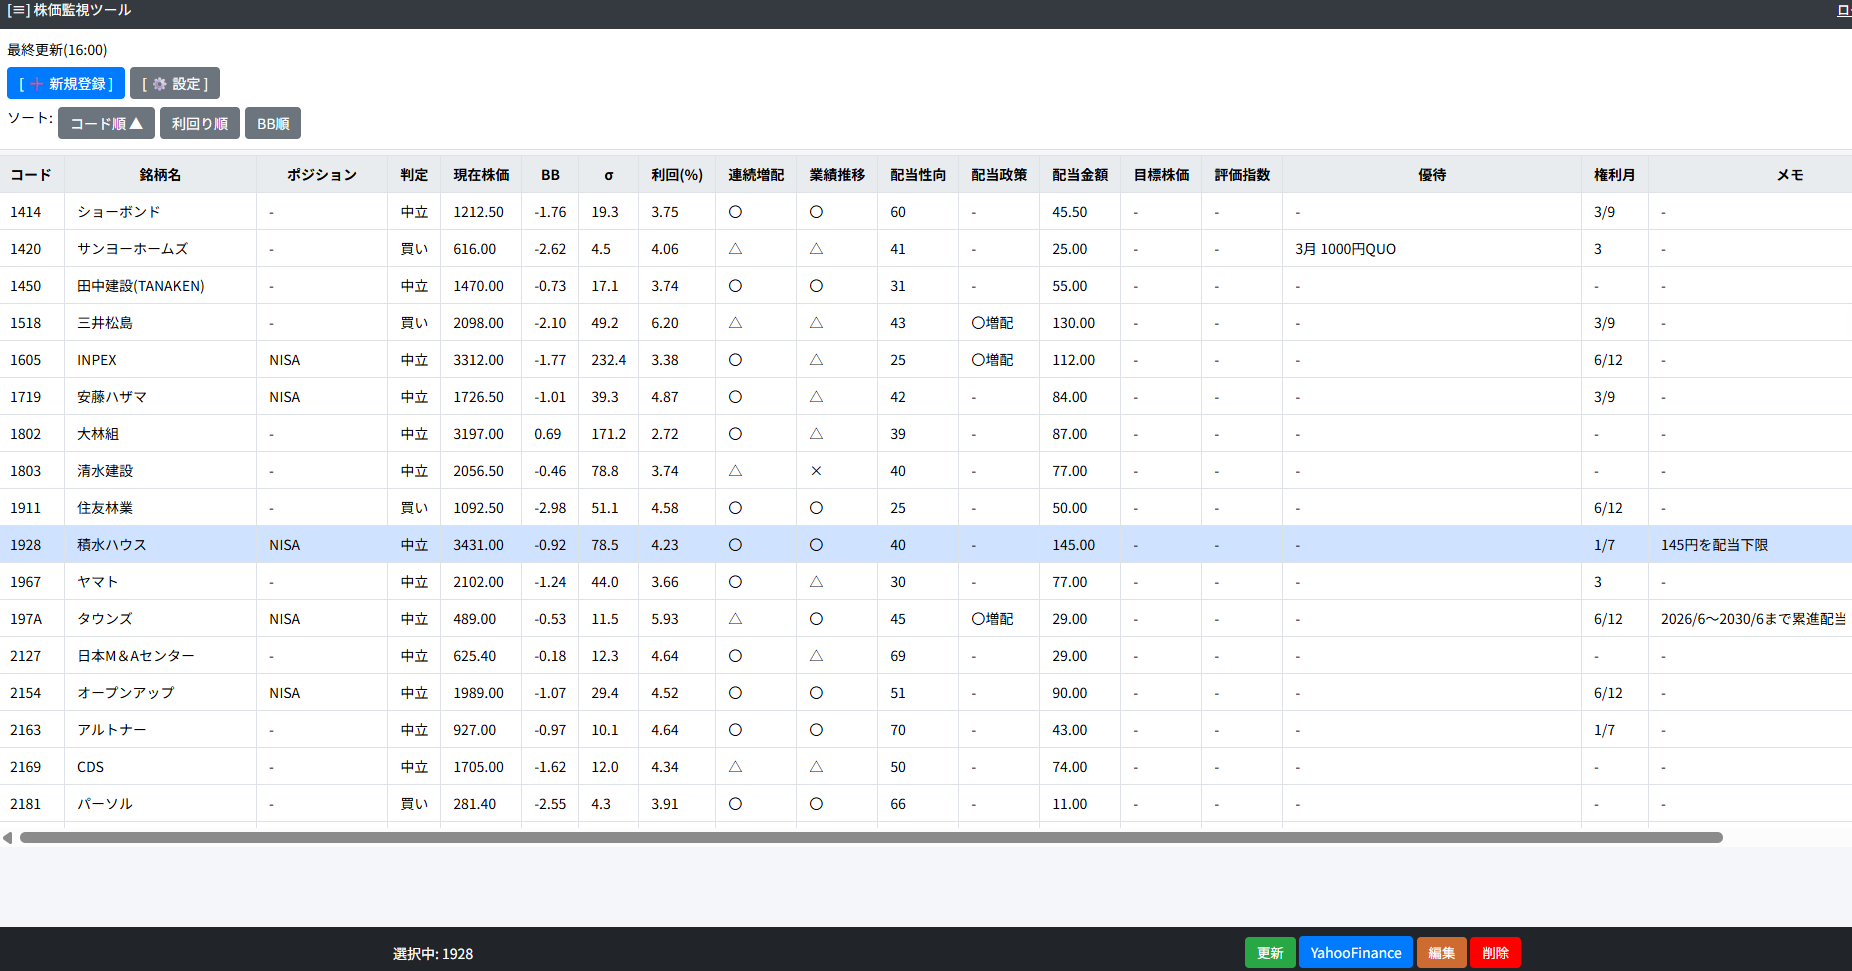 [≡] 株価監視ツール
最終更新(16:00)
[ ➕ 新規登録 ] [ ⚙ 設定 ]
ソート: コード順▲ 利回り順 BB順
コード 銘柄名 ポジション 判定 現在株価 BB σ 利回(%) 連続増配 業績推移 配当性向 配当政策 配当金額 目標株価 評価指数 優待 権利月 メモ
1414 ショーボンド - 中立 1212.50 -1.76 19.3 3.75 〇 〇 60 - 45.50 - - - 3/9 -
1420 サンヨーホームズ - 買い 616.00 -2.62 4.5 4.06 △ △ 41 - 25.00 - - 3月 1000円QUO 3 -
1450 田中建設(TANAKEN) - 中立 1470.00 -0.73 17.1 3.74 〇 〇 31 - 55.00 - - - - -
1518 三井松島 - 買い 2098.00 -2.10 49.2 6.20 △ △ 43 〇増配 130.00 - - - 3/9 -
1605 INPEX NISA 中立 3312.00 -1.77 232.4 3.38 〇 △ 25 〇増配 112.00 - - - 6/12 -
1719 安藤ハザマ NISA 中立 1726.50 -1.01 39.3 4.87 〇 △ 42 - 84.00 - - - 3/9 -
1802 大林組 - 中立 3197.00 0.69 171.2 2.72 〇 △ 39 - 87.00 - - - - -
1803 清水建設 - 中立 2056.50 -0.46 78.8 3.74 △ × 40 - 77.00 - - - - -
1911 住友林業 - 買い 1092.50 -2.98 51.1 4.58 〇 〇 25 - 50.00 - - - 6/12 -
1928 積水ハウス NISA 中立 3431.00 -0.92 78.5 4.23 〇 〇 40 - 145.00 - - - 1/7 145円を配当下限
1967 ヤマト - 中立 2102.00 -1.24 44.0 3.66 〇 △ 30 - 77.00 - - - 3 -
197A タウンズ NISA 中立 489.00 -0.53 11.5 5.93 △ 〇 45 〇増配 29.00 - - - 6/12 2026/6～2030/6まで累進配当
2127 日本M＆Aセンター - 中立 625.40 -0.18 12.3 4.64 〇 △ 69 - 29.00 - - - - -
2154 オープンアップ NISA 中立 1989.00 -1.07 29.4 4.52 〇 〇 51 - 90.00 - - - 6/12 -
2163 アルトナー - 中立 927.00 -0.97 10.1 4.64 〇 〇 70 - 43.00 - - - 1/7 -
2169 CDS - 中立 1705.00 -1.62 12.0 4.34 △ △ 50 - 74.00 - - - - -
2181 パーソル - 買い 281.40 -2.55 4.3 3.91 〇 〇 66 - 11.00 - - - - -
選択中: 1928 更新 YahooFinance 編集 削除